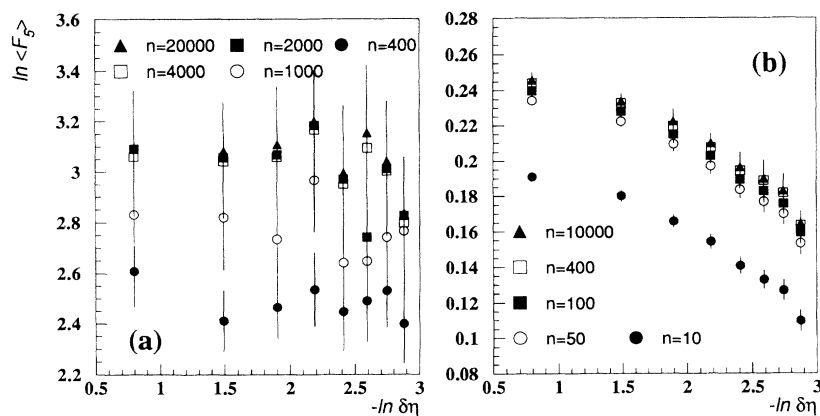 ln <F5>
3.6
3.4
3.2
3
2.8
2.6
2.4
2.2
n=20000 n=2000 n=400
n=4000 n=1000
(a)
0.5 1 1.5 2 2.5 3
-ln δη
0.28
0.26
0.24
0.22
0.2
0.18
0.16
0.14
0.12
0.1
0.08
(b)
n=10000
n=400
n=100
n=50 n=10
0.5 1 1.5 2 2.5 3
-ln δη